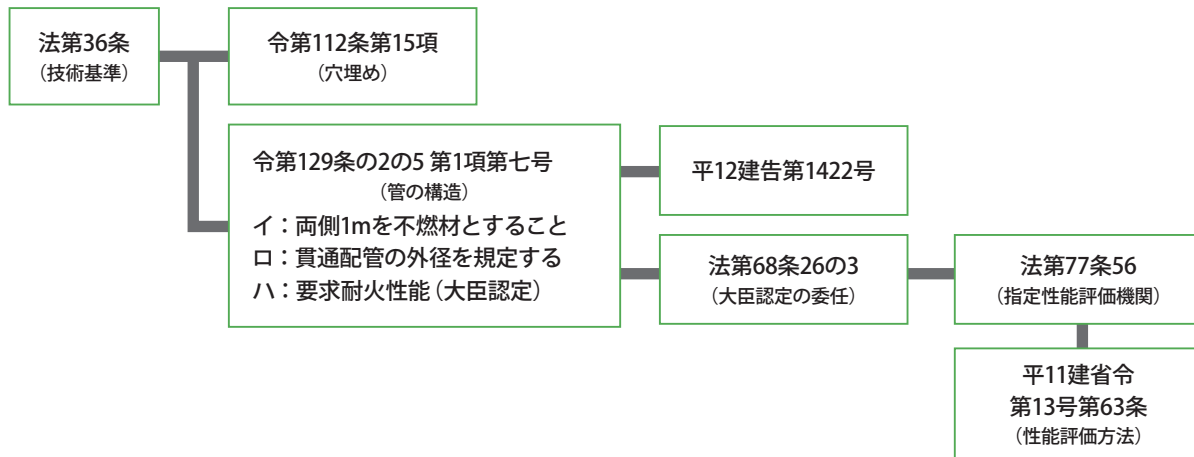 法第36条
（技術基準）
令第112条第15項
（穴埋め）
令第129条の2の5 第1項第七号
（管の構造）
イ：両側1mを不燃材とすること
ロ：貫通配管の外径を規定する
ハ：要求耐火性能（大臣認定）
平12建告第1422号
法第68条26の3
（大臣認定の委任）
法第77条56
（指定性能評価機関）
平11建省令
第13号第63条
（性能評価方法）